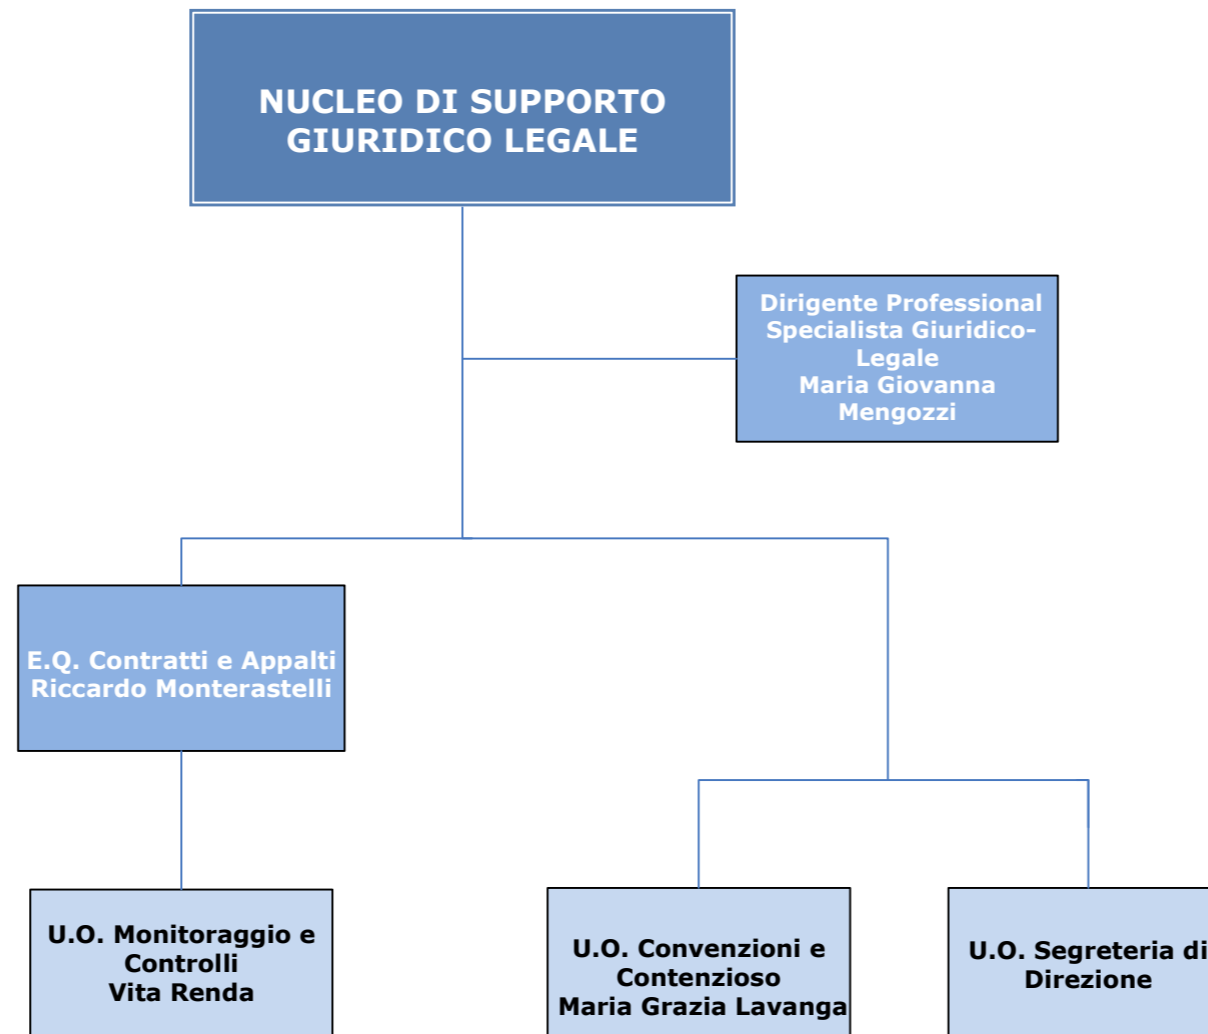 NUCLEO DI SUPPORTO
GIURIDICO LEGALE
Dirigente Professional
Specialista Giuridico-
Legale
Maria Giovanna
Mengozzi
E.Q. Contratti e Appalti
Riccardo Monterastelli
U.O. Monitoraggio e
Controlli
Vita Renda
U.O. Convenzioni e
Contenzioso
Maria Grazia Lavanga
U.O. Segreteria di
Direzione